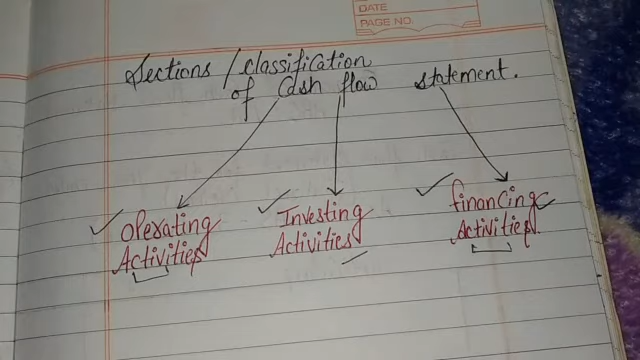 DATE
PAGE NO.
Sections / classification
of Cash flow statement.
Operating Investing financing
Activities Activities Activities.